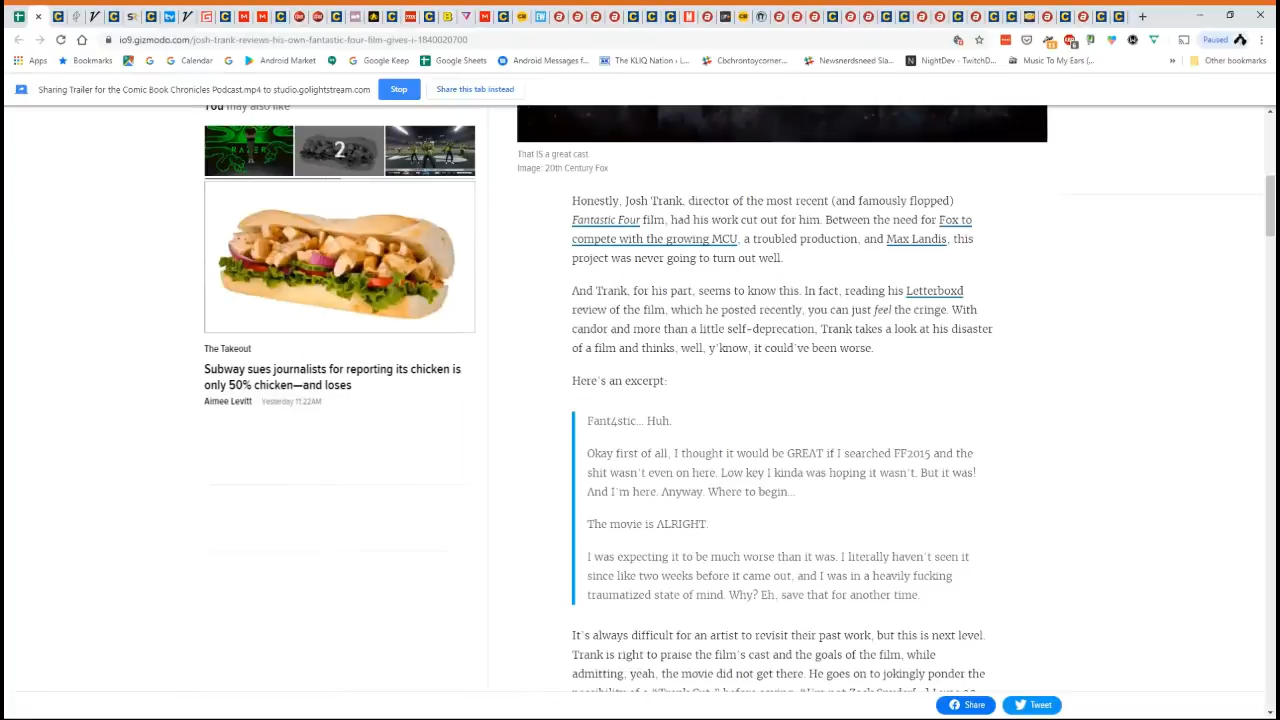 io9.gizmodo.com/josh-trank-reviews-his-own-fantastic-four-film-gives-i-1840020700
Paused
Apps
Bookmarks
Calendar
Android Market
Google Keep
Google Sheets
Android Messages f...
The KLIQ Nation › L...
Cbchrontoycorner...
Newsnerdsneed Sla...
NightDev – TwitchD...
Music To My Ears (...
»
Other bookmarks
Sharing Trailer for the Comic Book Chronicles Podcast.mp4 to studio.golightstream.com
Stop
Share this tab instead
You may also like
RAZER
2
The Takeout
Subway sues journalists for reporting its chicken is
only 50% chicken—and loses
Aimee Levitt Yesterday 11:22AM
That IS a great cast.
Image: 20th Century Fox
Honestly, Josh Trank, director of the most recent (and famously flopped)
Fantastic Four film, had his work cut out for him. Between the need for Fox to
compete with the growing MCU, a troubled production, and Max Landis, this
project was never going to turn out well.
And Trank, for his part, seems to know this. In fact, reading his Letterboxd
review of the film, which he posted recently, you can just feel the cringe. With
candor and more than a little self-deprecation, Trank takes a look at his disaster
of a film and thinks, well, y'know, it could've been worse.
Here's an excerpt:
Fant4stic... Huh.
Okay first of all, I thought it would be GREAT if I searched FF2015 and the
shit wasn't even on here. Low key I kinda was hoping it wasn't. But it was!
And I'm here. Anyway. Where to begin...
The movie is ALRIGHT.
I was expecting it to be much worse than it was. I literally haven't seen it
since like two weeks before it came out, and I was in a heavily fucking
traumatized state of mind. Why? Eh, save that for another time.
It's always difficult for an artist to revisit their past work, but this is next level.
Trank is right to praise the film's cast and the goals of the film, while
admitting, yeah, the movie did not get there. He goes on to jokingly ponder the
Share
Tweet